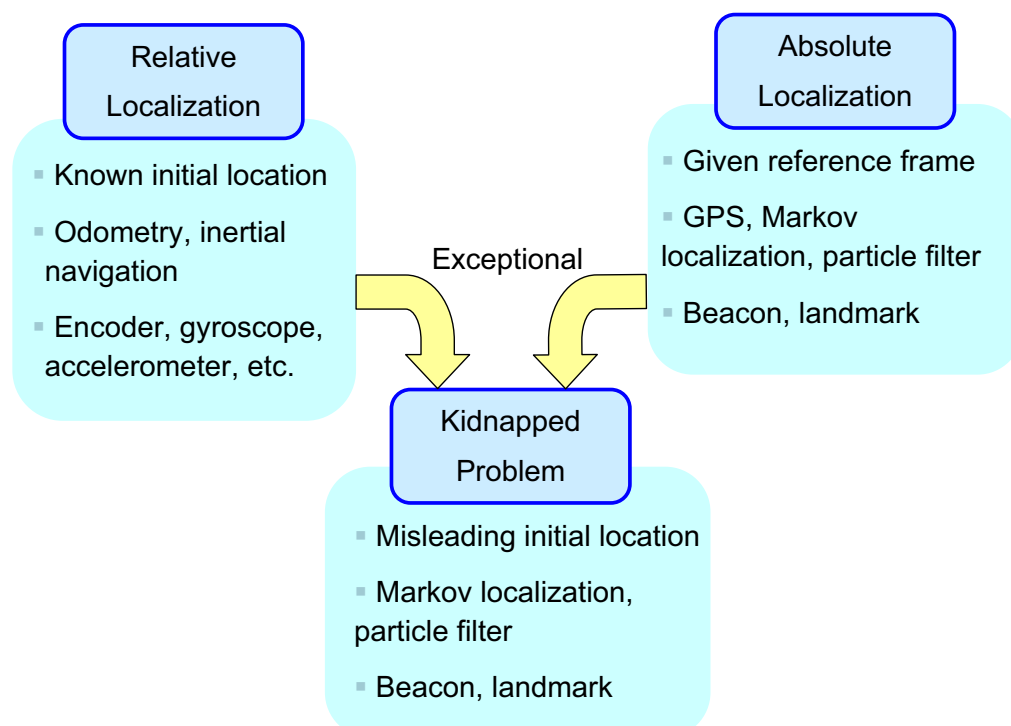 Relative
Localization
▪ Known initial location
▪ Odometry, inertial
navigation
▪ Encoder, gyroscope,
accelerometer, etc.
Absolute
Localization
▪ Given reference frame
▪ GPS, Markov
localization, particle filter
▪ Beacon, landmark
Exceptional
Kidnapped
Problem
▪ Misleading initial location
▪ Markov localization,
particle filter
▪ Beacon, landmark